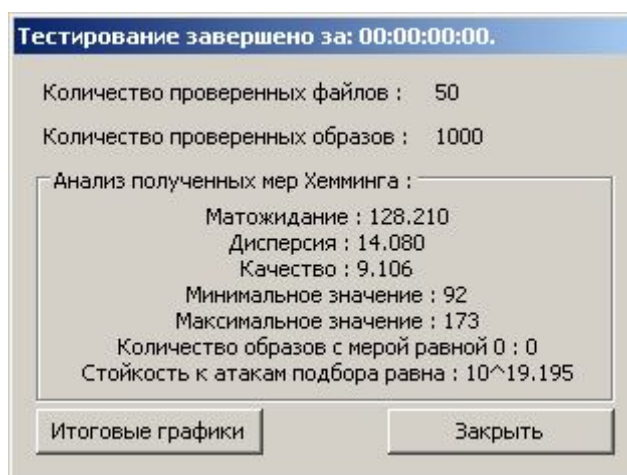 Тестирование завершено за: 00:00:00:00.
Количество проверенных файлов : 50
Количество проверенных образов : 1000
Анализ полученных мер Хемминга :
Матожидание : 128.210
Дисперсия : 14.080
Качество : 9.106
Минимальное значение : 92
Максимальное значение : 173
Количество образов с мерой равной 0 : 0
Стойкость к атакам подбора равна : 10^19.195
Итоговые графики
Закрыть